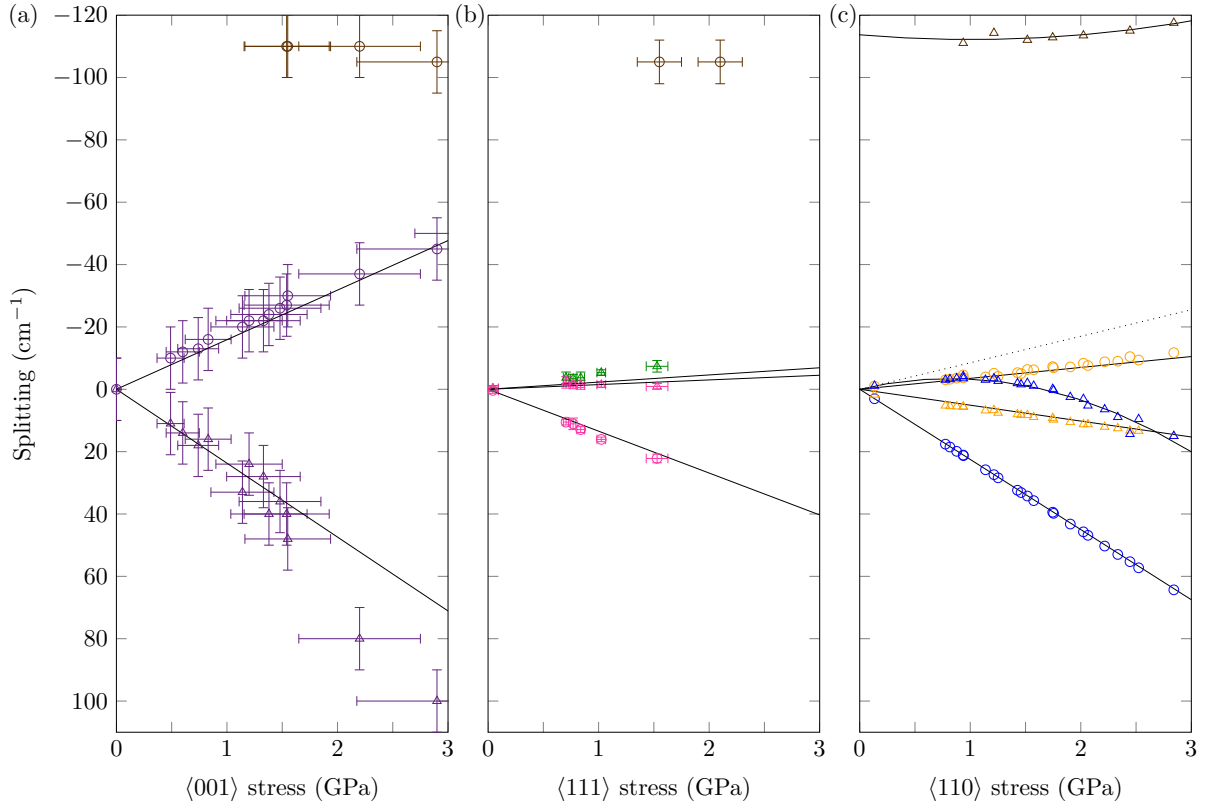 (a)
(b)
(c)
−120
−100
−80
−60
−40
−20
0
20
40
60
80
100
Splitting (cm⁻¹)
0 1 2 3
0 1 2 3
0 1 2 3
⟨001⟩ stress (GPa)
⟨111⟩ stress (GPa)
⟨110⟩ stress (GPa)